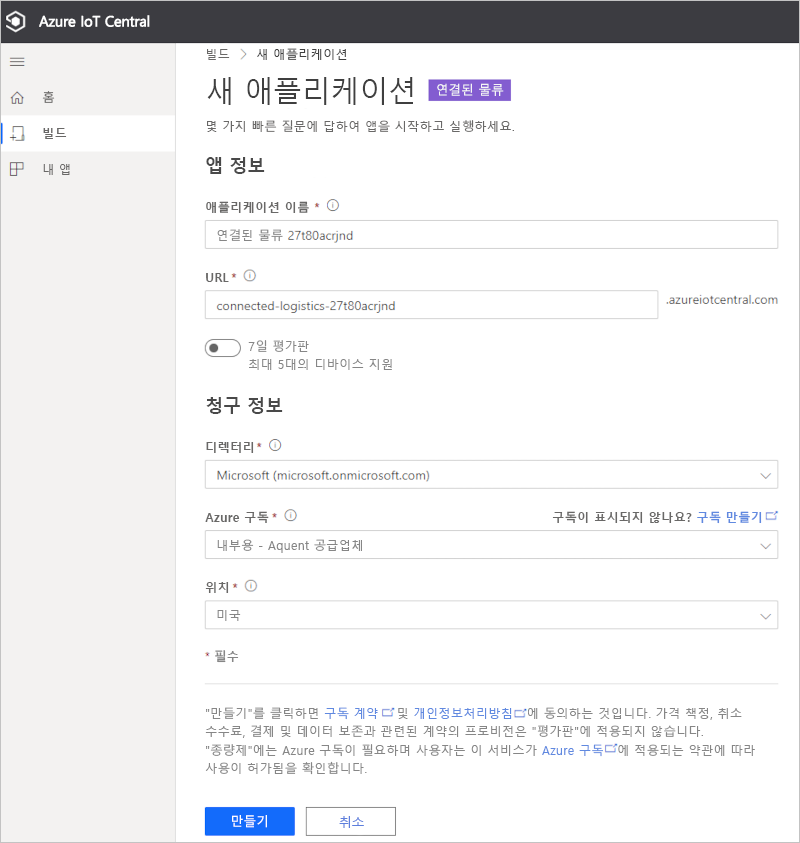 Azure IoT Central
홈
빌드
내 앱
빌드 > 새 애플리케이션
새 애플리케이션 연결된 물류
몇 가지 빠른 질문에 답하여 앱을 시작하고 실행하세요.
앱 정보
애플리케이션 이름 *
연결된 물류 27t80acrjnd
URL *
connected-logistics-27t80acrjnd .azureiotcentral.com
7일 평가판
최대 5대의 디바이스 지원
청구 정보
디렉터리 *
Microsoft (microsoft.onmicrosoft.com)
Azure 구독 * 구독이 표시되지 않나요? 구독 만들기
내부용 - Aquent 공급업체
위치 *
미국
* 필수
"만들기"를 클릭하면 구독 계약 및 개인정보처리방침에 동의하는 것입니다. 가격 책정, 취소
수수료, 결제 및 데이터 보존과 관련된 계약의 프로비전은 "평가판"에 적용되지 않습니다.
"종량제"에는 Azure 구독이 필요하며 사용자는 이 서비스가 Azure 구독에 적용되는 약관에 따라
사용이 허가됨을 확인합니다.
만들기 취소